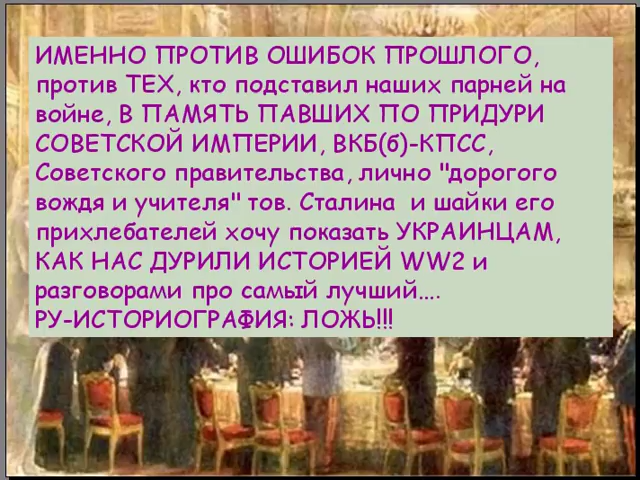 ИМЕННО ПРОТИВ ОШИБОК ПРОШЛОГО,
против ТЕХ, кто подставил наших парней на
войне, В ПАМЯТЬ ПАВШИХ ПО ПРИДУРИ
СОВЕТСКОЙ ИМПЕРИИ, ВКБ(б)-КПСС,
Советского правительства, лично "дорогого
вождя и учителя" тов. Сталина и шайки его
прихлебателей хочу показать УКРАИНЦАМ,
КАК НАС ДУРИЛИ ИСТОРИЕЙ WW2 и
разговорами про самый лучший....
РУ-ИСТОРИОГРАФИЯ: ЛОЖЬ!!!